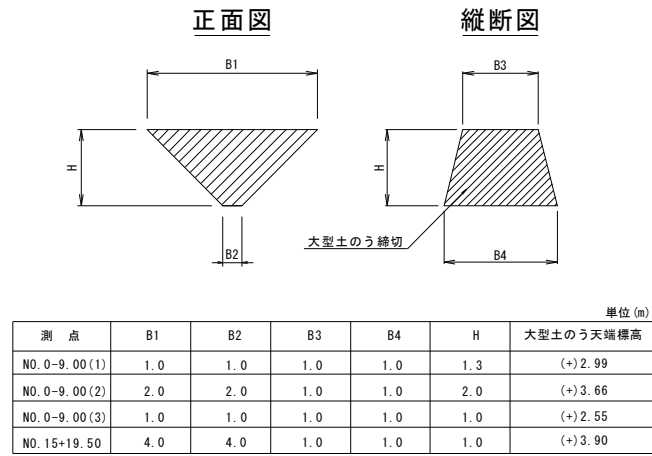 正面図
縦断図
B1
B3
H
H
B2
大型土のう締切
B4
単位(m)
測 点 B1 B2 B3 B4 H 大型土のう天端標高
NO.0-9.00(1) 1.0 1.0 1.0 1.0 1.3 (+)2.99
NO.0-9.00(2) 2.0 2.0 1.0 1.0 2.0 (+)3.66
NO.0-9.00(3) 1.0 1.0 1.0 1.0 1.0 (+)2.55
NO.15+19.50 4.0 4.0 1.0 1.0 1.0 (+)3.90